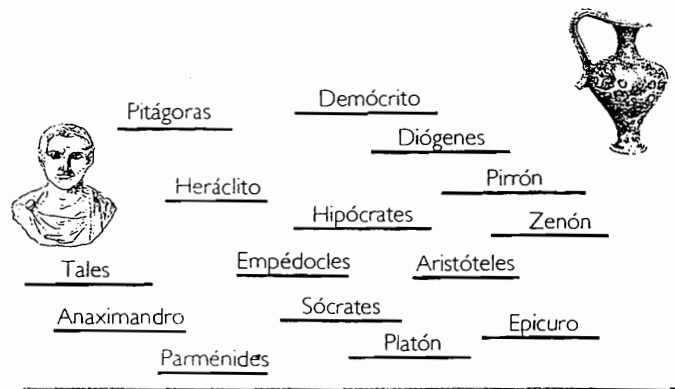 Demócrito
Pitágoras
Diógenes
Pirrón
Heráclito
Hipócrates
Zenón
Empédocles
Aristóteles
Tales
Sócrates
Anaximandro
Epicuro
Platón
Parménides